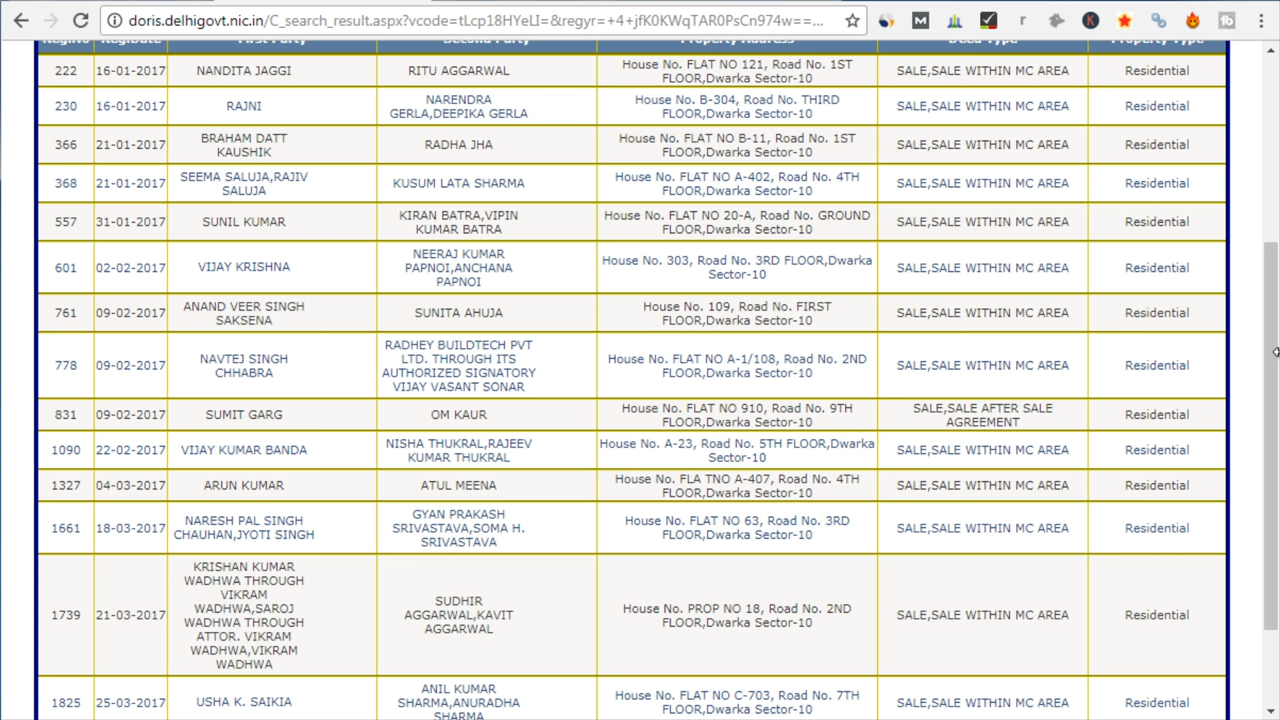 doris.delhigovt.nic.in/C_search_result.aspx?vcode=tLcp18HYeLI=&regyr=+4+jfK0KWqTAR0PsCn974w==...
RegNo RegDate First Party Second Party Property Address Deed Type Property Type
222 16-01-2017 NANDITA JAGGI RITU AGGARWAL House No. FLAT NO 121, Road No. 1ST
FLOOR,Dwarka Sector-10 SALE,SALE WITHIN MC AREA Residential
230 16-01-2017 RAJNI NARENDRA
GERLA,DEEPIKA GERLA House No. B-304, Road No. THIRD
FLOOR,Dwarka Sector-10 SALE,SALE WITHIN MC AREA Residential
366 21-01-2017 BRAHAM DATT
KAUSHIK RADHA JHA House No. FLAT NO B-11, Road No. 1ST
FLOOR,Dwarka Sector-10 SALE,SALE WITHIN MC AREA Residential
368 21-01-2017 SEEMA SALUJA,RAJIV
SALUJA KUSUM LATA SHARMA House No. FLAT NO A-402, Road No. 4TH
FLOOR,Dwarka Sector-10 SALE,SALE WITHIN MC AREA Residential
557 31-01-2017 SUNIL KUMAR KIRAN BATRA,VIPIN
KUMAR BATRA House No. FLAT NO 20-A, Road No. GROUND
FLOOR,Dwarka Sector-10 SALE,SALE WITHIN MC AREA Residential
601 02-02-2017 VIJAY KRISHNA NEERAJ KUMAR
PAPNOI,ANCHANA
PAPNOI House No. 303, Road No. 3RD FLOOR,Dwarka
Sector-10 SALE,SALE WITHIN MC AREA Residential
761 09-02-2017 ANAND VEER SINGH
SAKSENA SUNITA AHUJA House No. 109, Road No. FIRST
FLOOR,Dwarka Sector-10 SALE,SALE WITHIN MC AREA Residential
778 09-02-2017 NAVTEJ SINGH
CHHABRA RADHEY BUILDTECH PVT
LTD. THROUGH ITS
AUTHORIZED SIGNATORY
VIJAY VASANT SONAR House No. FLAT NO A-1/108, Road No. 2ND
FLOOR,Dwarka Sector-10 SALE,SALE WITHIN MC AREA Residential
831 09-02-2017 SUMIT GARG OM KAUR House No. FLAT NO 910, Road No. 9TH
FLOOR,Dwarka Sector-10 SALE,SALE AFTER SALE
AGREEMENT Residential
1090 22-02-2017 VIJAY KUMAR BANDA NISHA THUKRAL,RAJEEV
KUMAR THUKRAL House No. A-23, Road No. 5TH FLOOR,Dwarka
Sector-10 SALE,SALE WITHIN MC AREA Residential
1327 04-03-2017 ARUN KUMAR ATUL MEENA House No. FLA TNO A-407, Road No. 4TH
FLOOR,Dwarka Sector-10 SALE,SALE WITHIN MC AREA Residential
1661 18-03-2017 NARESH PAL SINGH
CHAUHAN,JYOTI SINGH GYAN PRAKASH
SRIVASTAVA,SOMA H.
SRIVASTAVA House No. FLAT NO 63, Road No. 3RD
FLOOR,Dwarka Sector-10 SALE,SALE WITHIN MC AREA Residential
1739 21-03-2017 KRISHAN KUMAR
WADHWA THROUGH
VIKRAM
WADHWA,SAROJ
WADHWA THROUGH
ATTOR. VIKRAM
WADHWA,VIKRAM
WADHWA SUDHIR
AGGARWAL,KAVIT
AGGARWAL House No. PROP NO 18, Road No. 2ND
FLOOR,Dwarka Sector-10 SALE,SALE WITHIN MC AREA Residential
1825 25-03-2017 USHA K. SAIKIA ANIL KUMAR
SHARMA,ANURADHA
SHARMA House No. FLAT NO C-703, Road No. 7TH
FLOOR,Dwarka Sector-10 SALE,SALE WITHIN MC AREA Residential